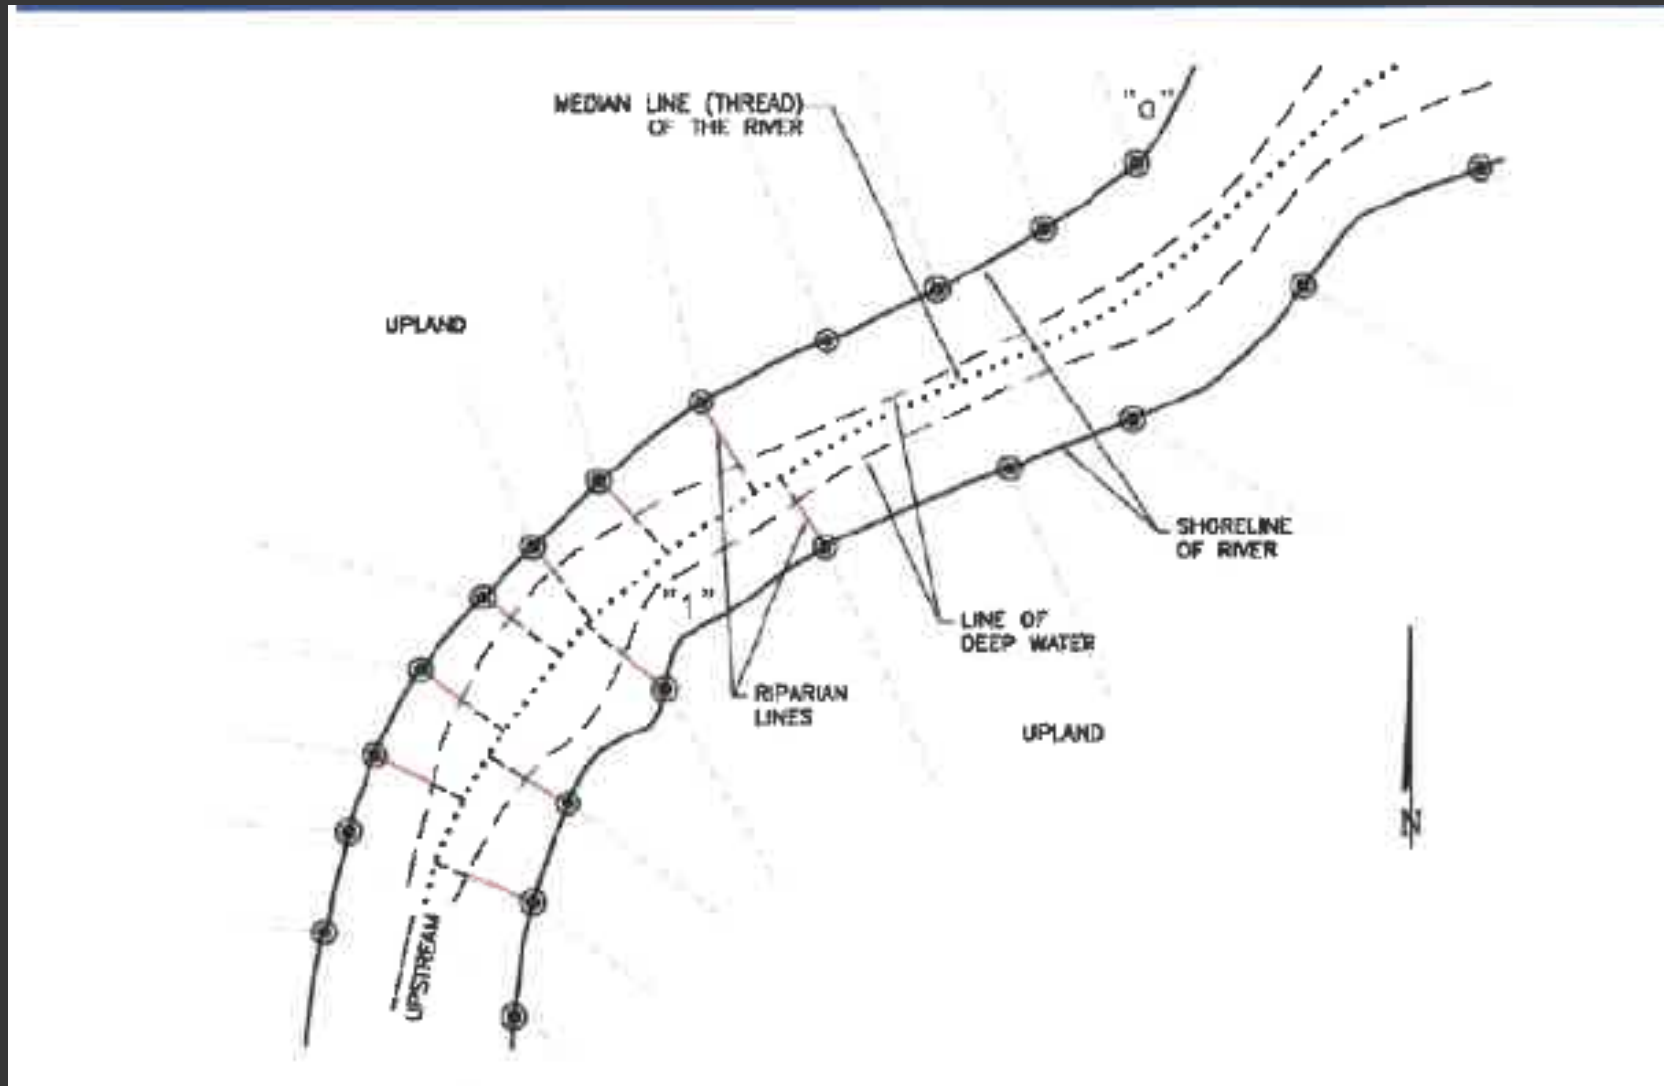 MEDIAN LINE (THREAD)
OF THE RIVER
"a"
UPLAND
SHORELINE
OF RIVER
"1"
LINE OF
DEEP WATER
RIPARIAN
LINES
UPLAND
N
UPSTREAM